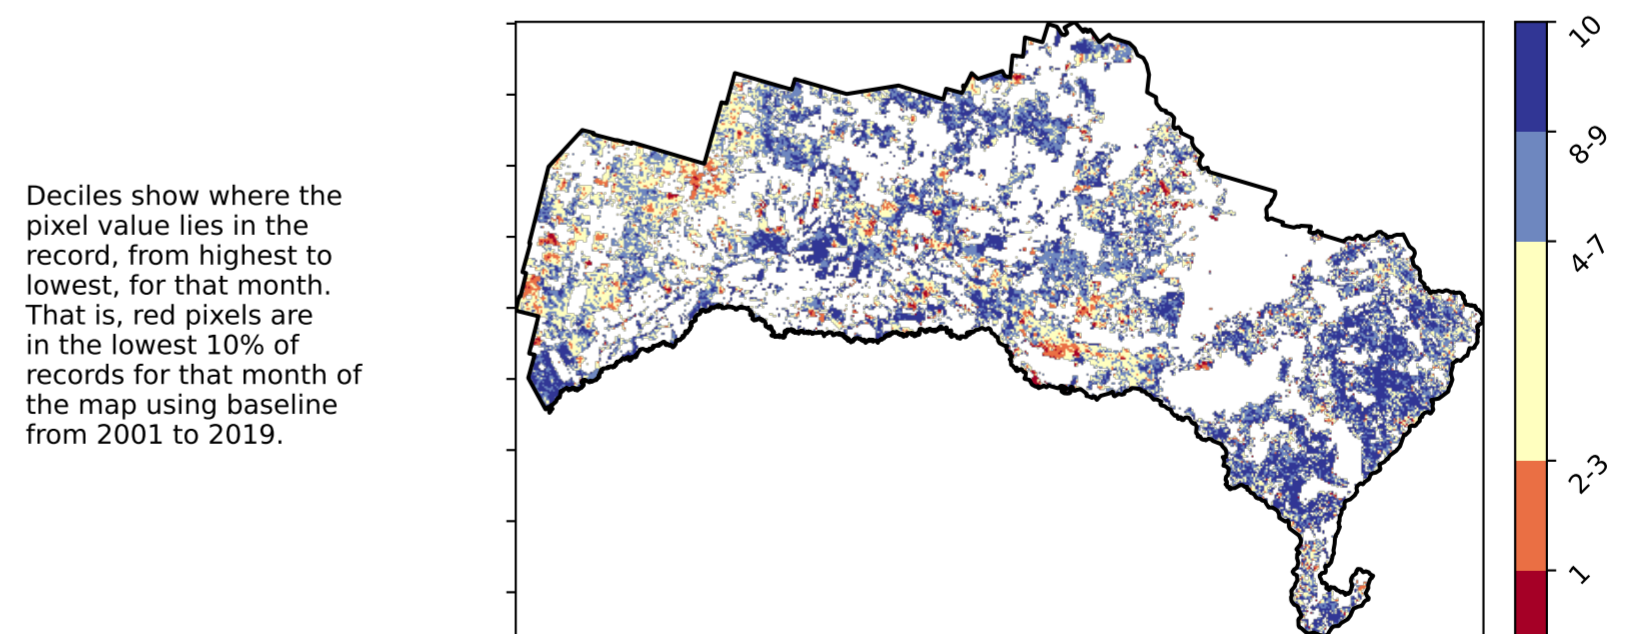 Deciles show where the
pixel value lies in the
record, from highest to
lowest, for that month.
That is, red pixels are
in the lowest 10% of
records for that month of
the map using baseline
from 2001 to 2019.
10
8-9
4-7
2-3
1